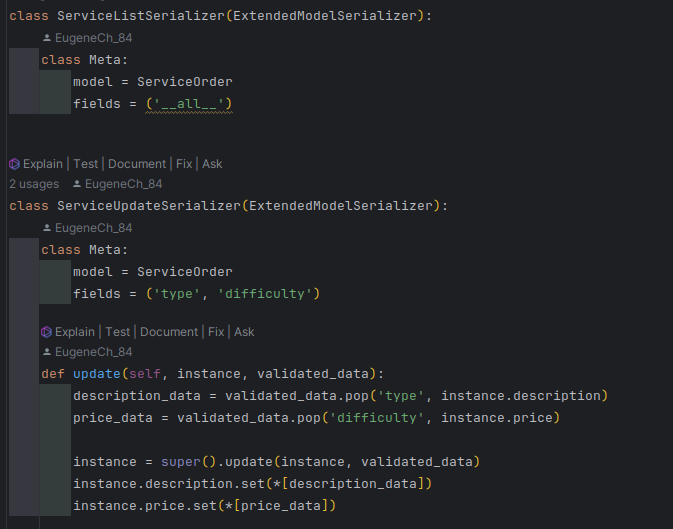 class ServiceListSerializer(ExtendedModelSerializer):
EugeneCh_84
class Meta:
model = ServiceOrder
fields = ('__all__')
Explain | Test | Document | Fix | Ask
2 usages EugeneCh_84
class ServiceUpdateSerializer(ExtendedModelSerializer):
EugeneCh_84
class Meta:
model = ServiceOrder
fields = ('type', 'difficulty')
Explain | Test | Document | Fix | Ask
EugeneCh_84
def update(self, instance, validated_data):
description_data = validated_data.pop('type', instance.description)
price_data = validated_data.pop('difficulty', instance.price)
instance = super().update(instance, validated_data)
instance.description.set(*[description_data])
instance.price.set(*[price_data])